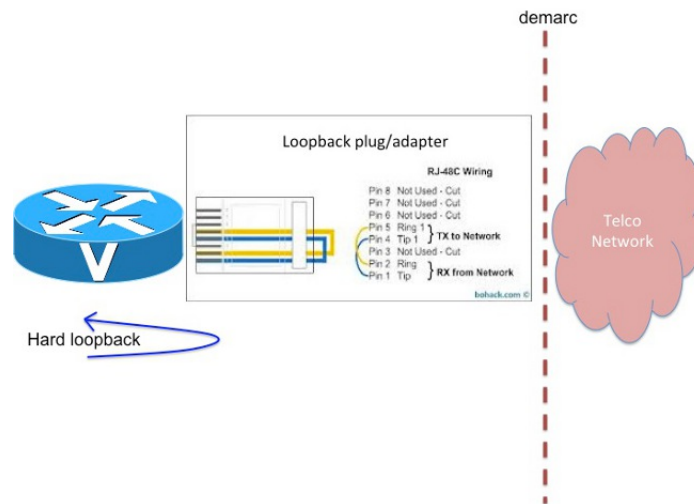 demarc
Loopback plug/adapter
RJ-48C Wiring
Pin 8 Not Used - Cut
Pin 7 Not Used - Cut
Pin 6 Not Used - Cut
Pin 5 Ring 1
Pin 4 Tip 1
TX to Network
Pin 3 Not Used - Cut
Pin 2 Ring
Pin 1 Tip
RX from Network
bohack.com ©
Telco
Network
V
Hard loopback